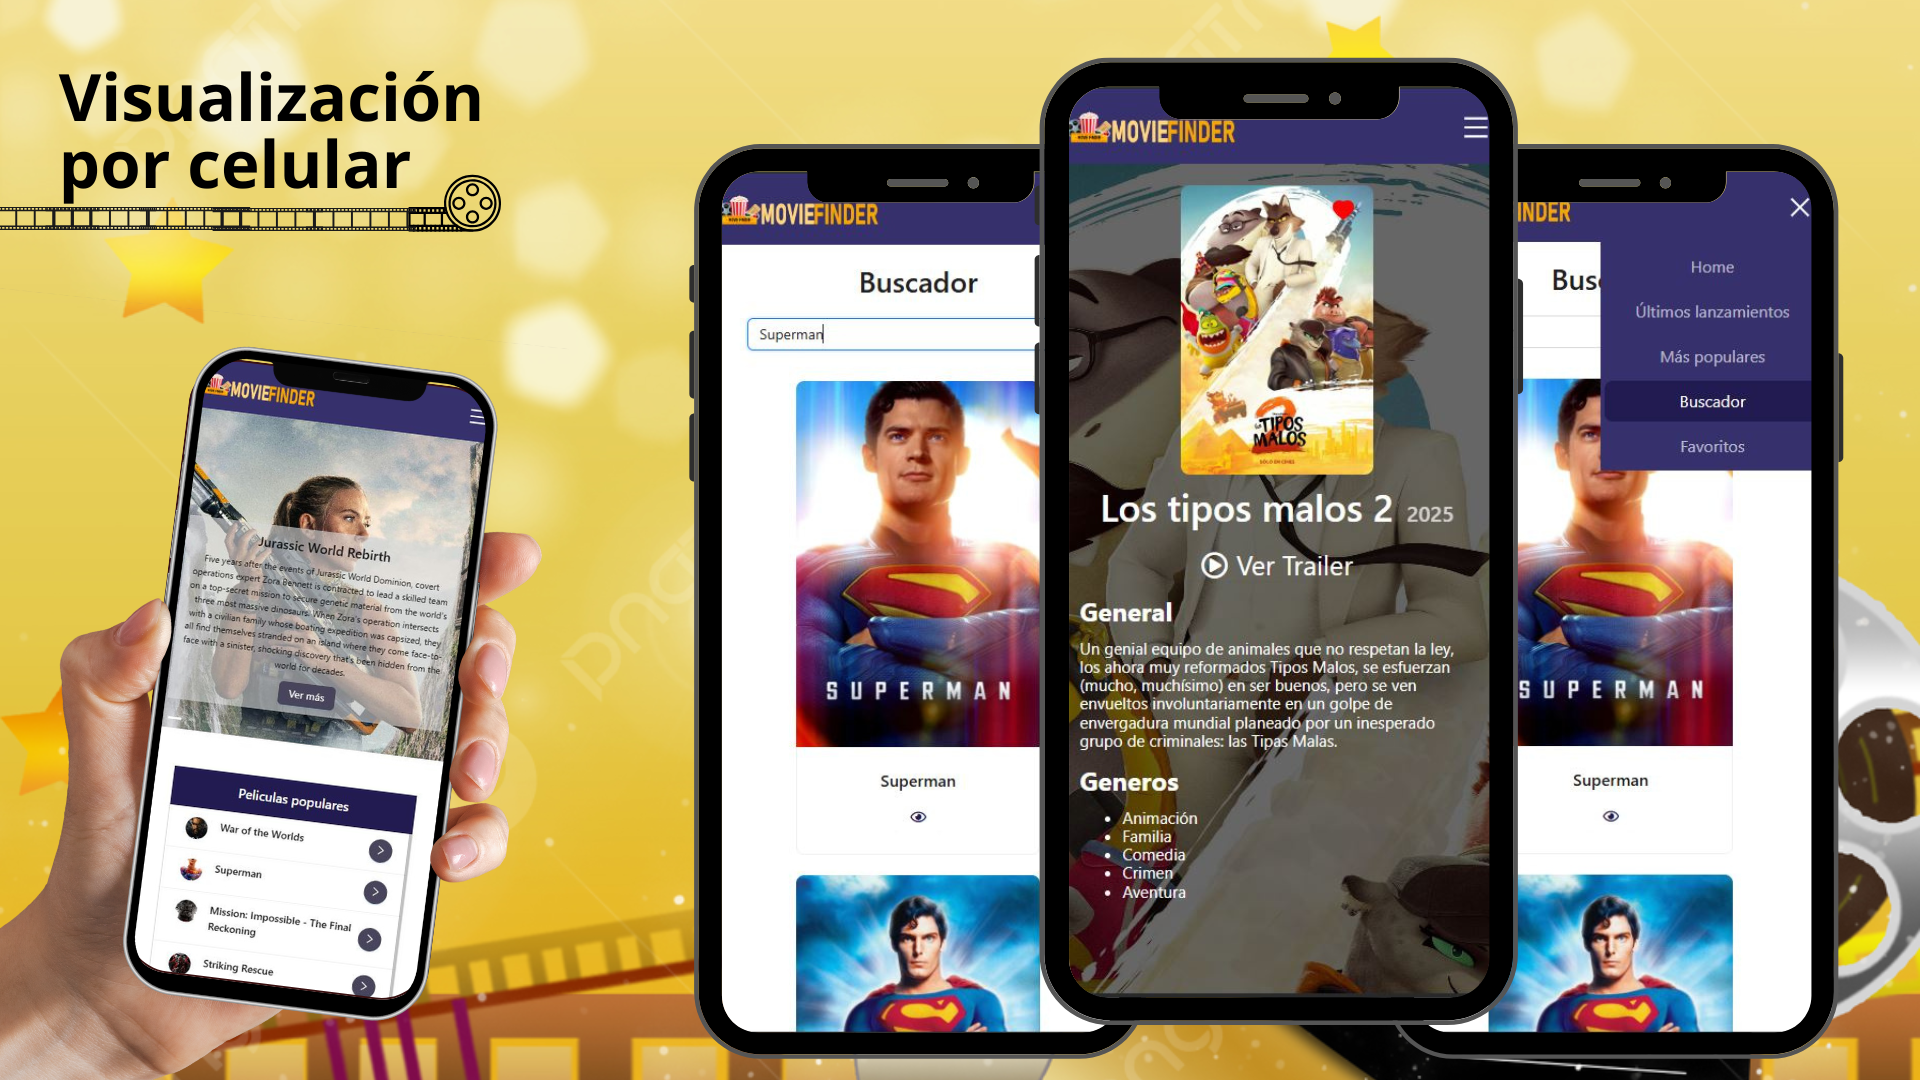 Visualización
por celular
MOVIEFINDER
Jurassic World Rebirth
Five years after the events of Jurassic World Dominion, covert
operations expert Zora Bennett is contracted to lead a skilled team
on a top-secret mission to secure genetic material from the world's
three most massive dinosaurs. When Zora's operation intersects
with a civilian family whose boating expedition was capsized, they
all find themselves stranded on an island where they come face-to-
face with a sinister, shocking discovery that's been hidden from the
world for decades.
Ver más
Peliculas populares
War of the Worlds
Superman
Mission: Impossible - The Final
Reckoning
Striking Rescue
MOVIEFINDER
Buscador
Superman
SUPERMAN
Superman
MOVIEFINDER
2
TIPOS
MALOS
SÓLO EN CINES
Los tipos malos 2 2025
Ver Trailer
General
Un genial equipo de animales que no respetan la ley,
los ahora muy reformados Tipos Malos, se esfuerzan
(mucho, muchísimo) en ser buenos, pero se ven
envueltos involuntariamente en un golpe de
envergadura mundial planeado por un inesperado
grupo de criminales: las Tipas Malas.
Generos
Animación
Familia
Comedia
Crimen
Aventura
INDER
Busc
Home
Últimos lanzamientos
Más populares
Buscador
Favoritos
SUPERMAN
Superman